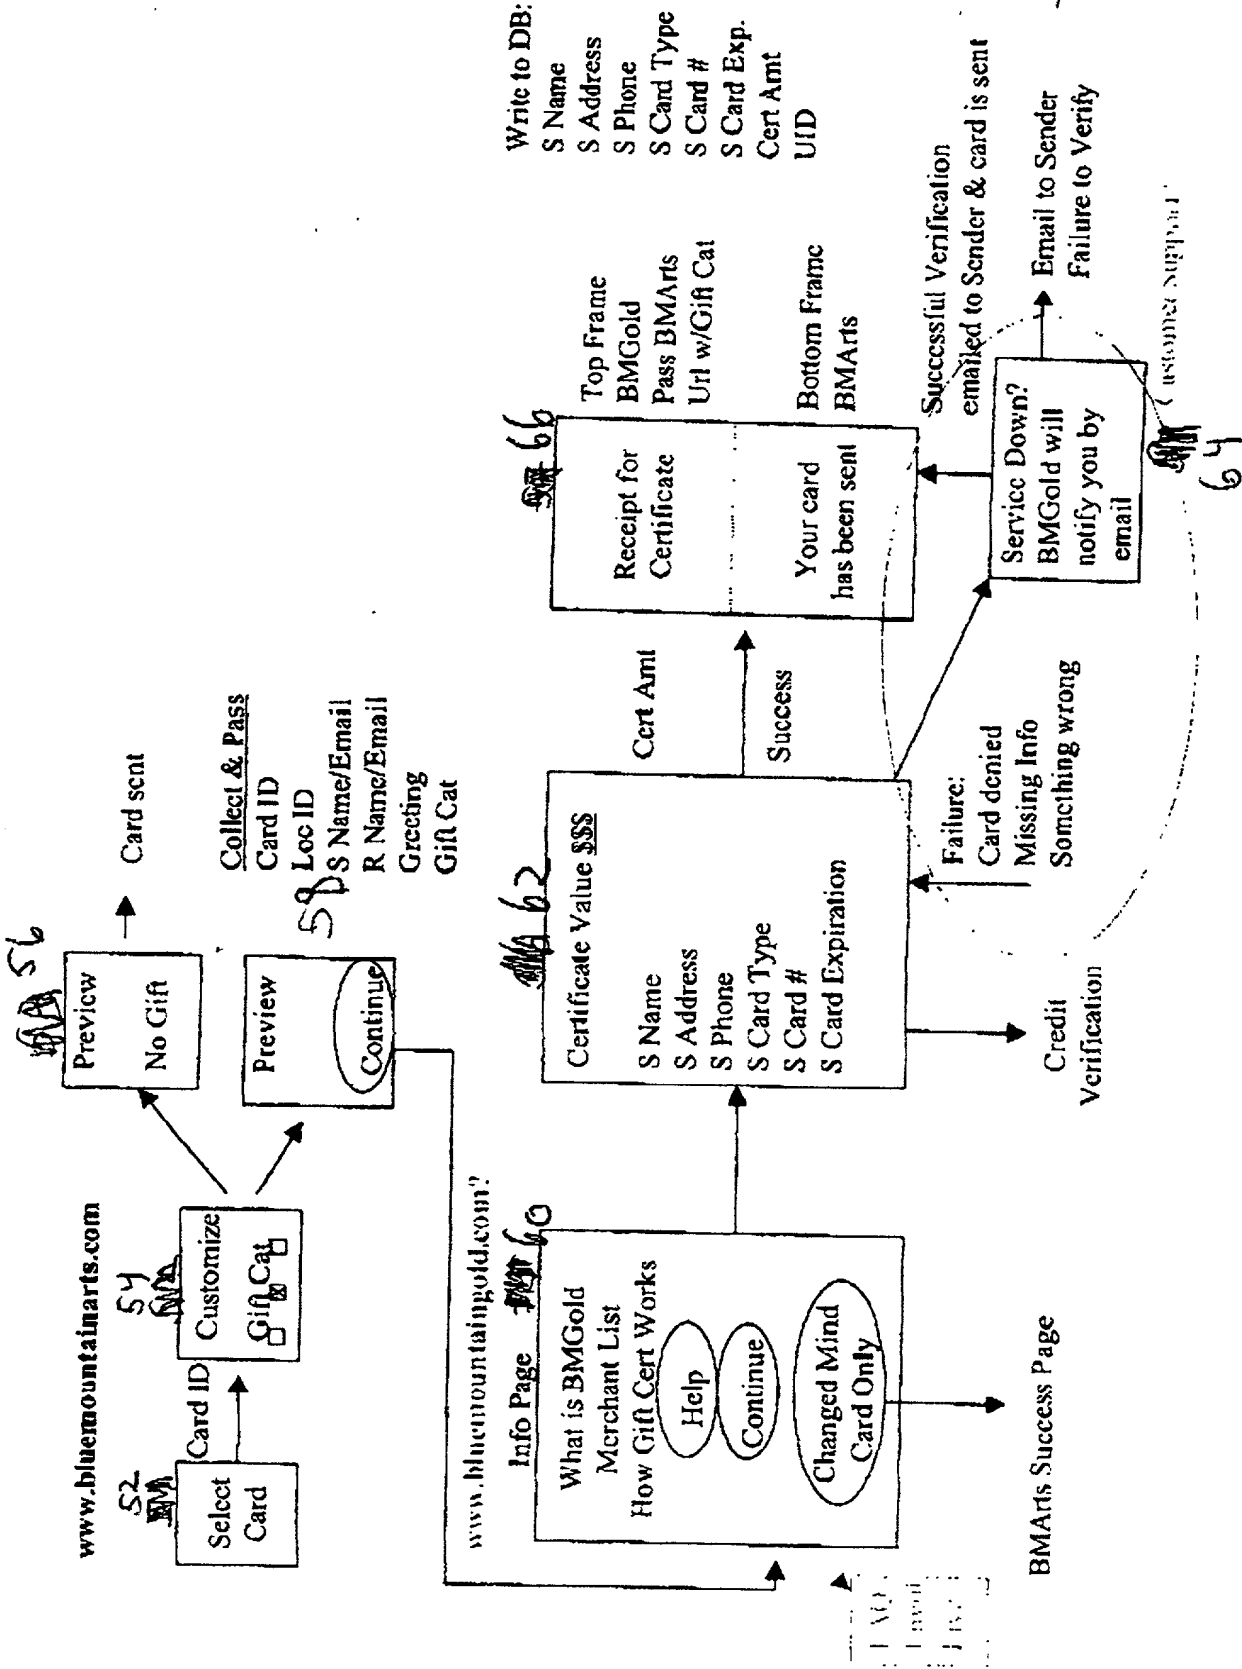 www.bluemountainarts.com
52
Select
Card
Card ID
54
Customize
Gift Cat
56
Preview
No Gift
Card sent
Preview
Continue
58
Collect & Pass
Card ID
Loc ID
S Name/Email
R Name/Email
Greeting
Gift Cat
www.bluemountaingold.com?
Info Page
60
What is BMGold
Merchant List
How Gift Cert Works
Help
Continue
Changed Mind
Card Only
BMArts Success Page
62
Certificate Value $$$
S Name
S Address
S Phone
S Card Type
S Card #
S Card Expiration
Credit
Verification
Failure:
Card denied
Missing Info
Something wrong
Cert Amt
Success
66
Receipt for
Certificate
Your card
has been sent
Top Frame
BMGold
Pass BMArts
Url w/Gift Cat
Bottom Frame
BMArts
Write to DB:
S Name
S Address
S Phone
S Card Type
S Card #
S Card Exp.
Cert Amt
UID
Successful Verification
emailed to Sender & card is sent
Service Down?
BMGold will
notify you by
email
Email to Sender
Failure to Verify
64
Customer Support
FAQ